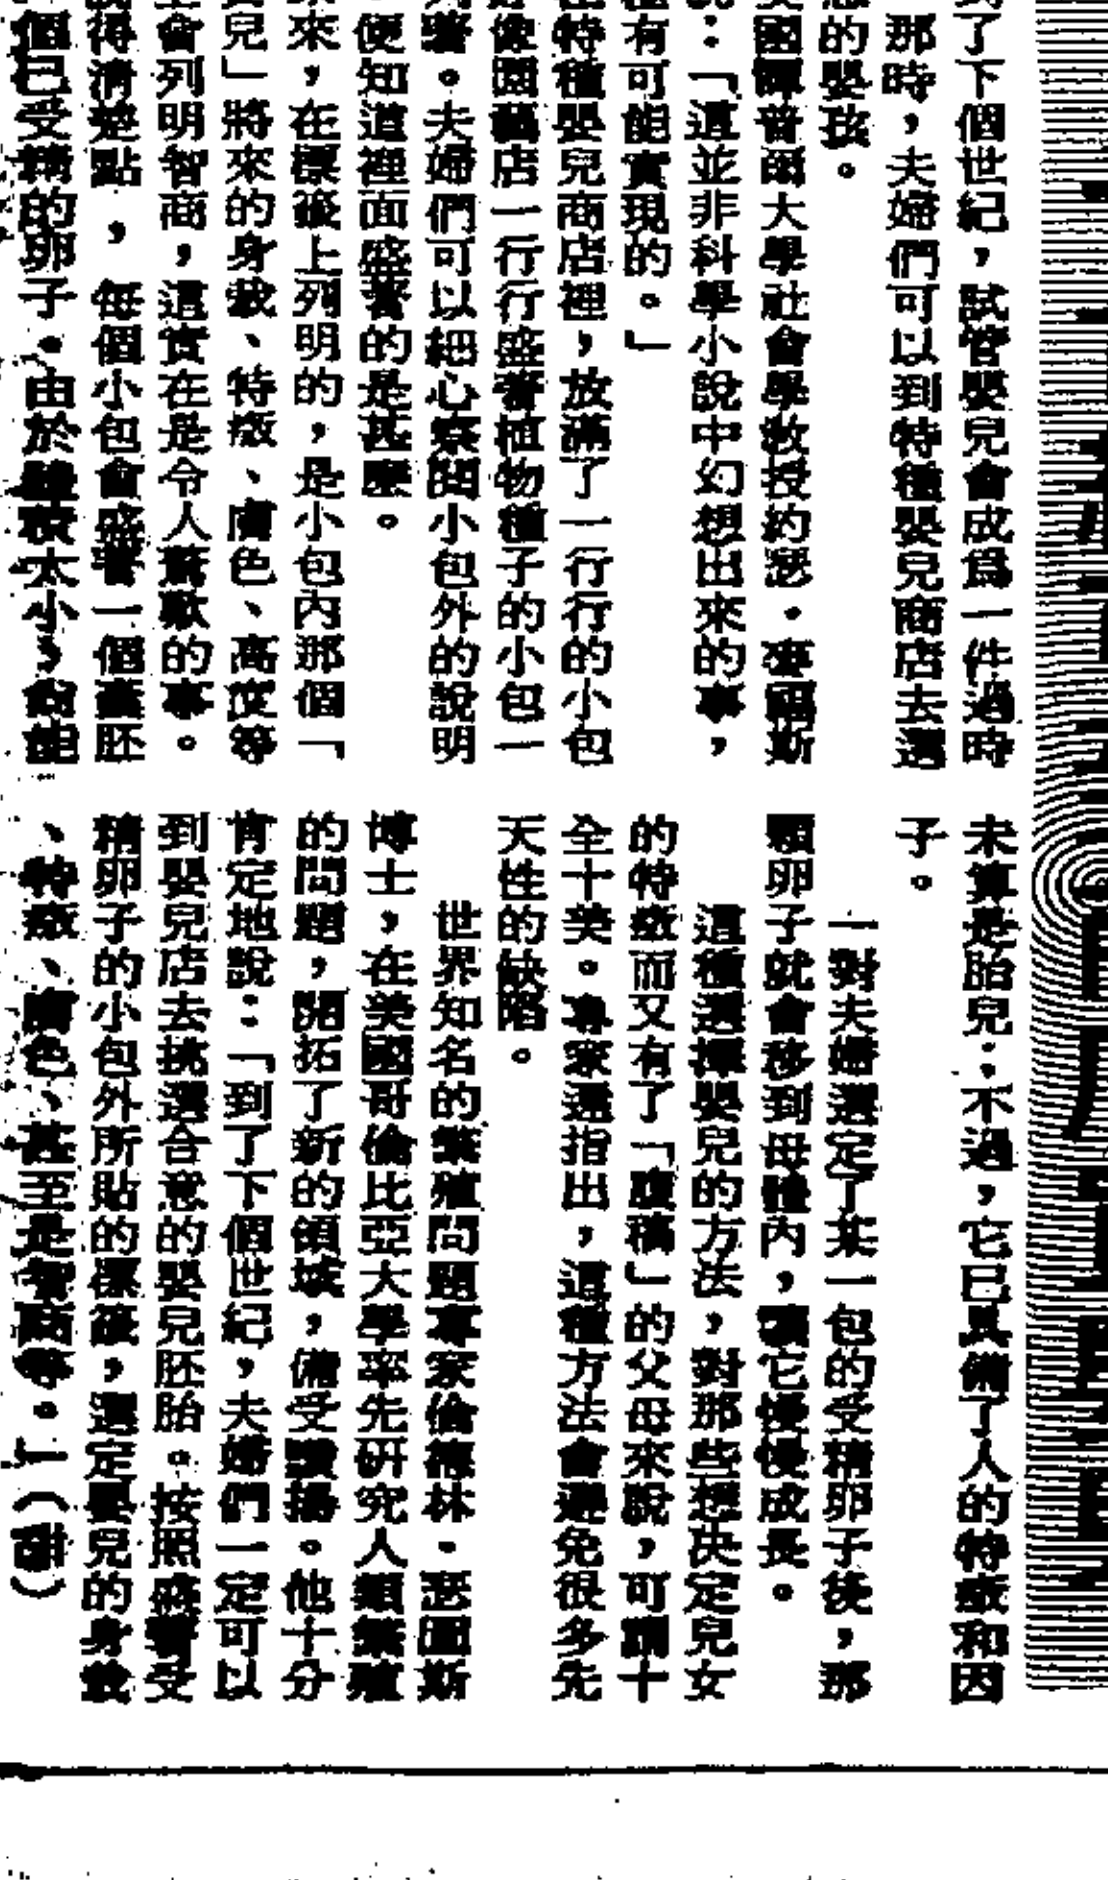 了下個世紀，試管嬰兒會成爲一件過時
那時，夫婦們可以到特種嬰兒商店去選
的嬰孩。
國譚普爾大學社會學敎授約瑟・斯
：「這並非科學小說中幻想出來的事，
有可能實現的。」
特種嬰兒商店裡，放滿了一行行的小包
像園藝店一行行盛著植物種子的小包一
著。夫婦們可以細心察閱小包外的說明
便知道裡面盛著的是甚麼。
來，在標籤上列明的，是小包內那個「
兒」將來的身裁、特徵、膚色、高度等
會列明智商，這實在是令人驚歎的事。
得清楚點，每個小包會盛著一個舊胚
個已受精的卵子。由於體積太小，祗能
未算是胎兒；不過，它已具備了人的特徵和因
子。
一對夫婦選定了某一包的受精卵子後，那
顆卵子就會移到母體內，讓它慢慢成長。
這種選擇嬰兒的方法，對那些想決定兒女
的特徵而又有了「腹稿」的父母來說，可謂十
全十美。專家還指出，這種方法會避免很多先
天性的缺陷。
世界知名的繁殖問題專家倫德林・瑟圖斯
博士，在美國哥倫比亞大學率先研究人類繁殖
的問題，開拓了新的領域，備受讚揚。他十分
肯定地說：「到了下個世紀，夫婦們一定可以
到嬰兒店去挑選合意的嬰兒胚胎。按照盛著受
精卵子的小包外所貼的標籤，選定嬰兒的身裁
、特徵、膚色、甚至是智商等。」（謝）